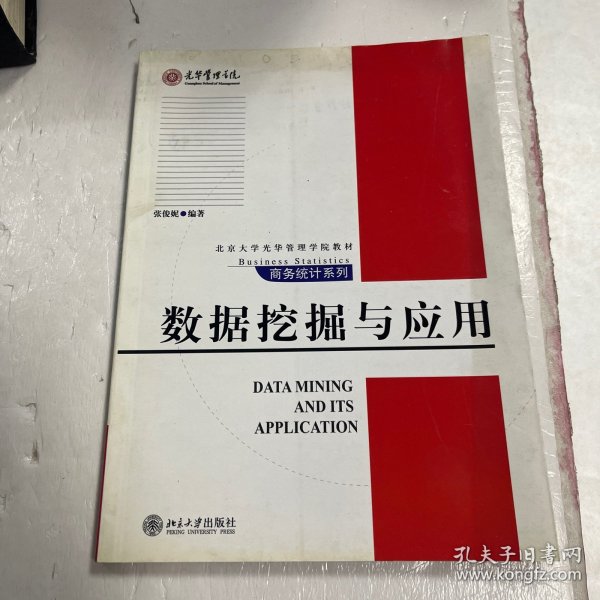 光华管理学院
Guanghua School of Management
张俊妮●编著
北京大学光华管理学院教材
Business Statistics
商务统计系列
数据挖掘与应用
DATA MINING
AND ITS
APPLICATION
北京大学出版社
PEKING UNIVERSITY PRESS
孔夫子旧书网
www.kongfz.com